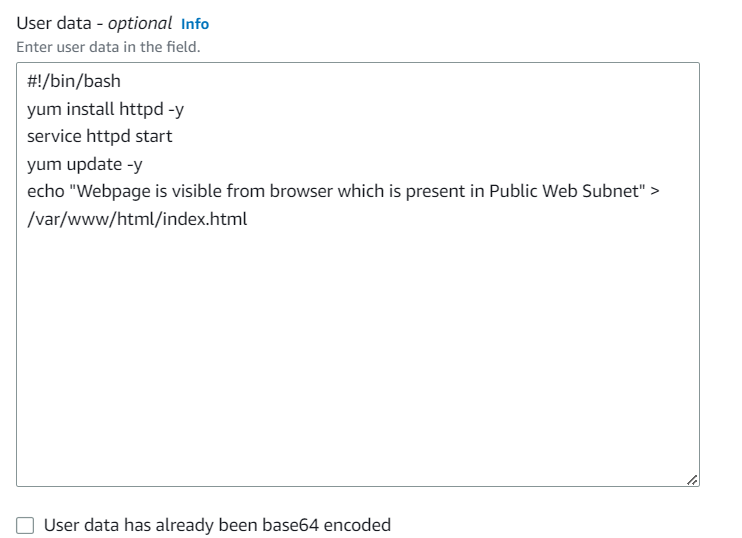 User data - optional Info
Enter user data in the field.
#!/bin/bash
yum install httpd -y
service httpd start
yum update -y
echo "Webpage is visible from browser which is present in Public Web Subnet" >
/var/www/html/index.html
User data has already been base64 encoded